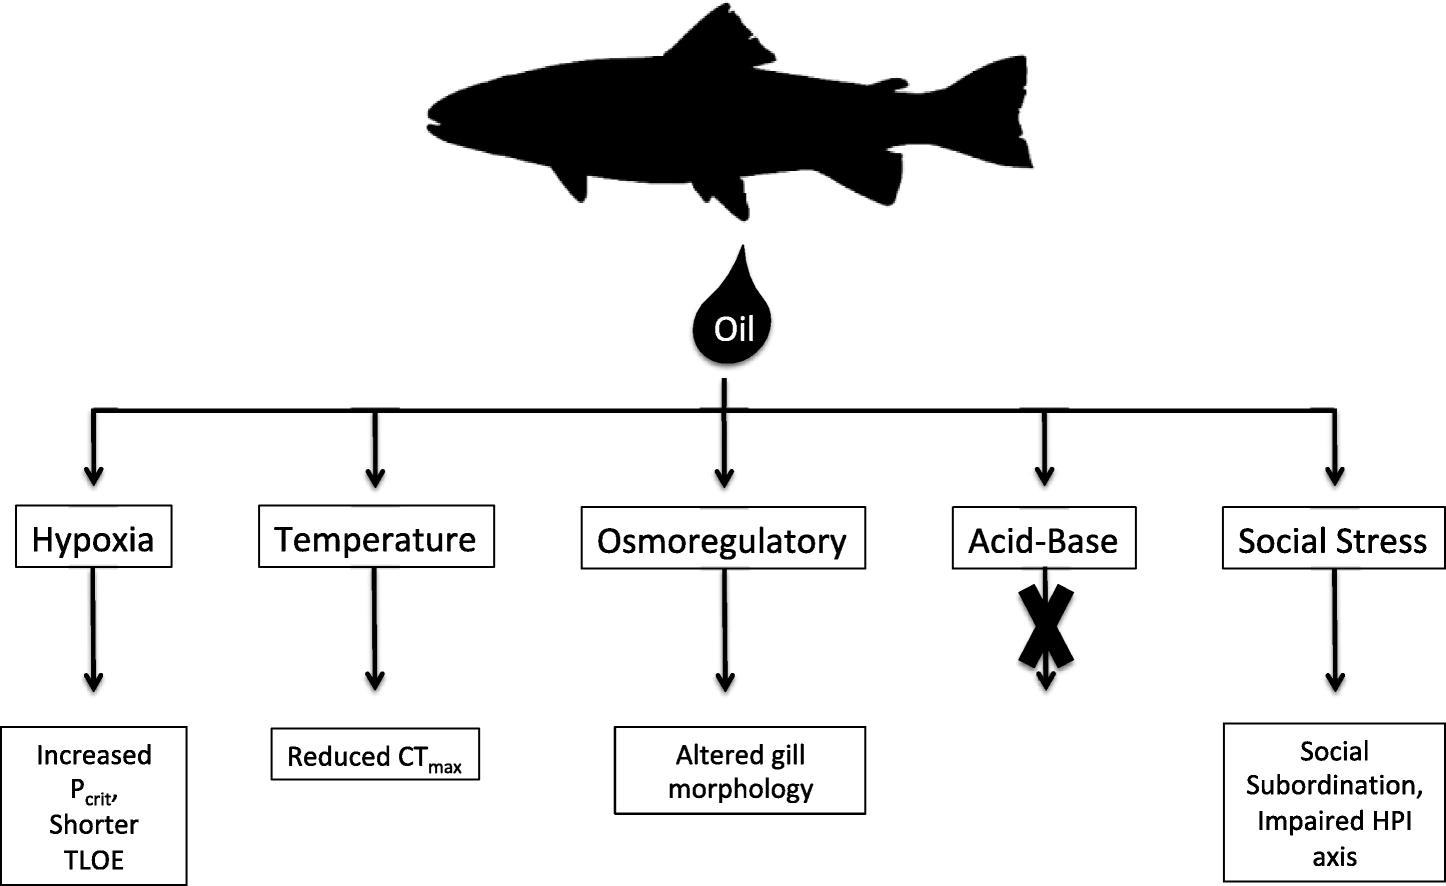 Oil
Hypoxia
Temperature
Osmoregulatory
Acid-Base
Social Stress
Increased
Pcrit,
Shorter
TLOE
Reduced CTmax
Altered gill
morphology
Social
Subordination,
Impaired HPI
axis